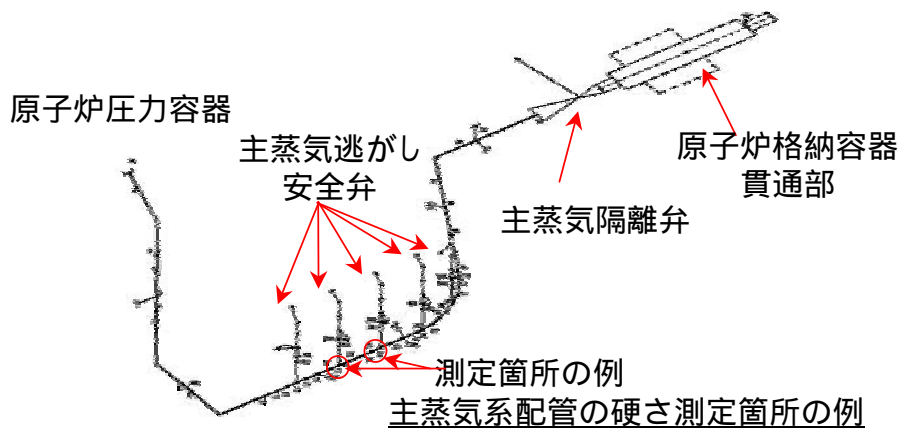 原子炉圧力容器
主蒸気逃がし
安全弁
原子炉格納容器
貫通部
主蒸気隔離弁
測定箇所の例
主蒸気系配管の硬さ測定箇所の例